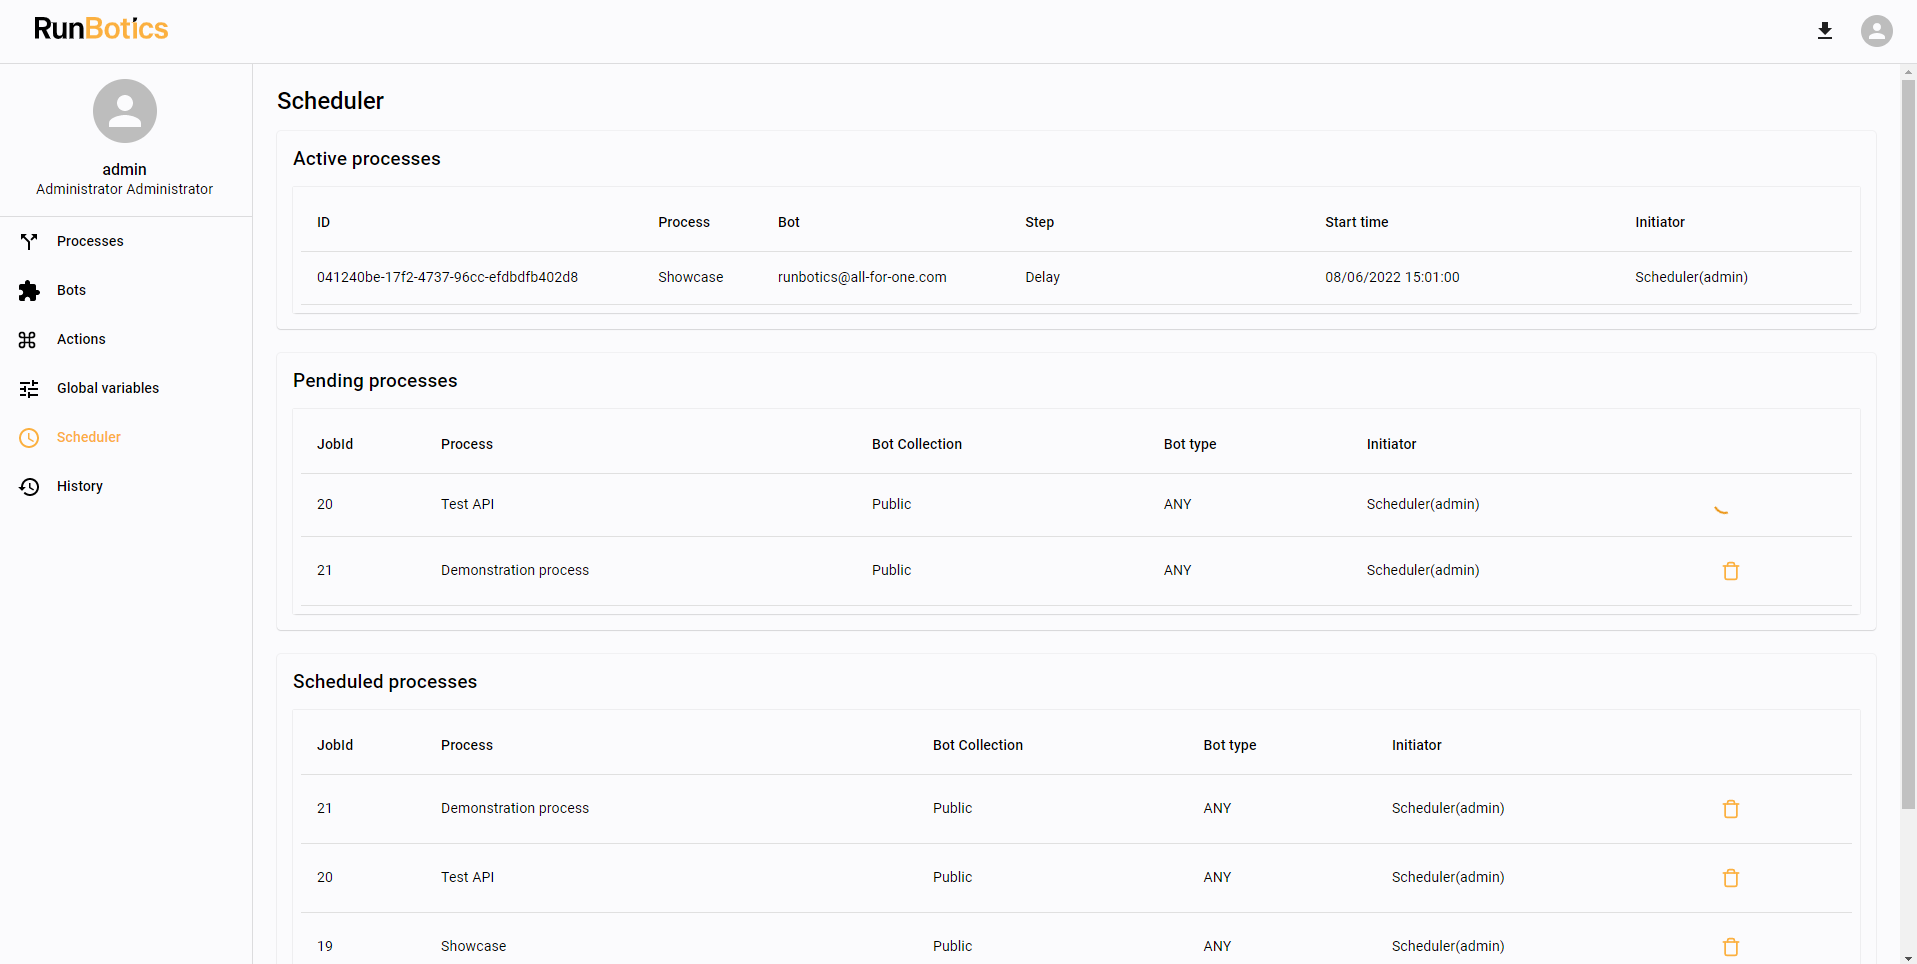 RunBotics
admin
Administrator Administrator
Processes
Bots
Actions
Global variables
Scheduler
History
Scheduler
Active processes
ID Process Bot Step Start time Initiator
041240be-17f2-4737-96cc-efdbdfb402d8 Showcase runbotics@all-for-one.com Delay 08/06/2022 15:01:00 Scheduler(admin)
Pending processes
JobId Process Bot Collection Bot type Initiator
20 Test API Public ANY Scheduler(admin)
21 Demonstration process Public ANY Scheduler(admin)
Scheduled processes
JobId Process Bot Collection Bot type Initiator
21 Demonstration process Public ANY Scheduler(admin)
20 Test API Public ANY Scheduler(admin)
19 Showcase Public ANY Scheduler(admin)